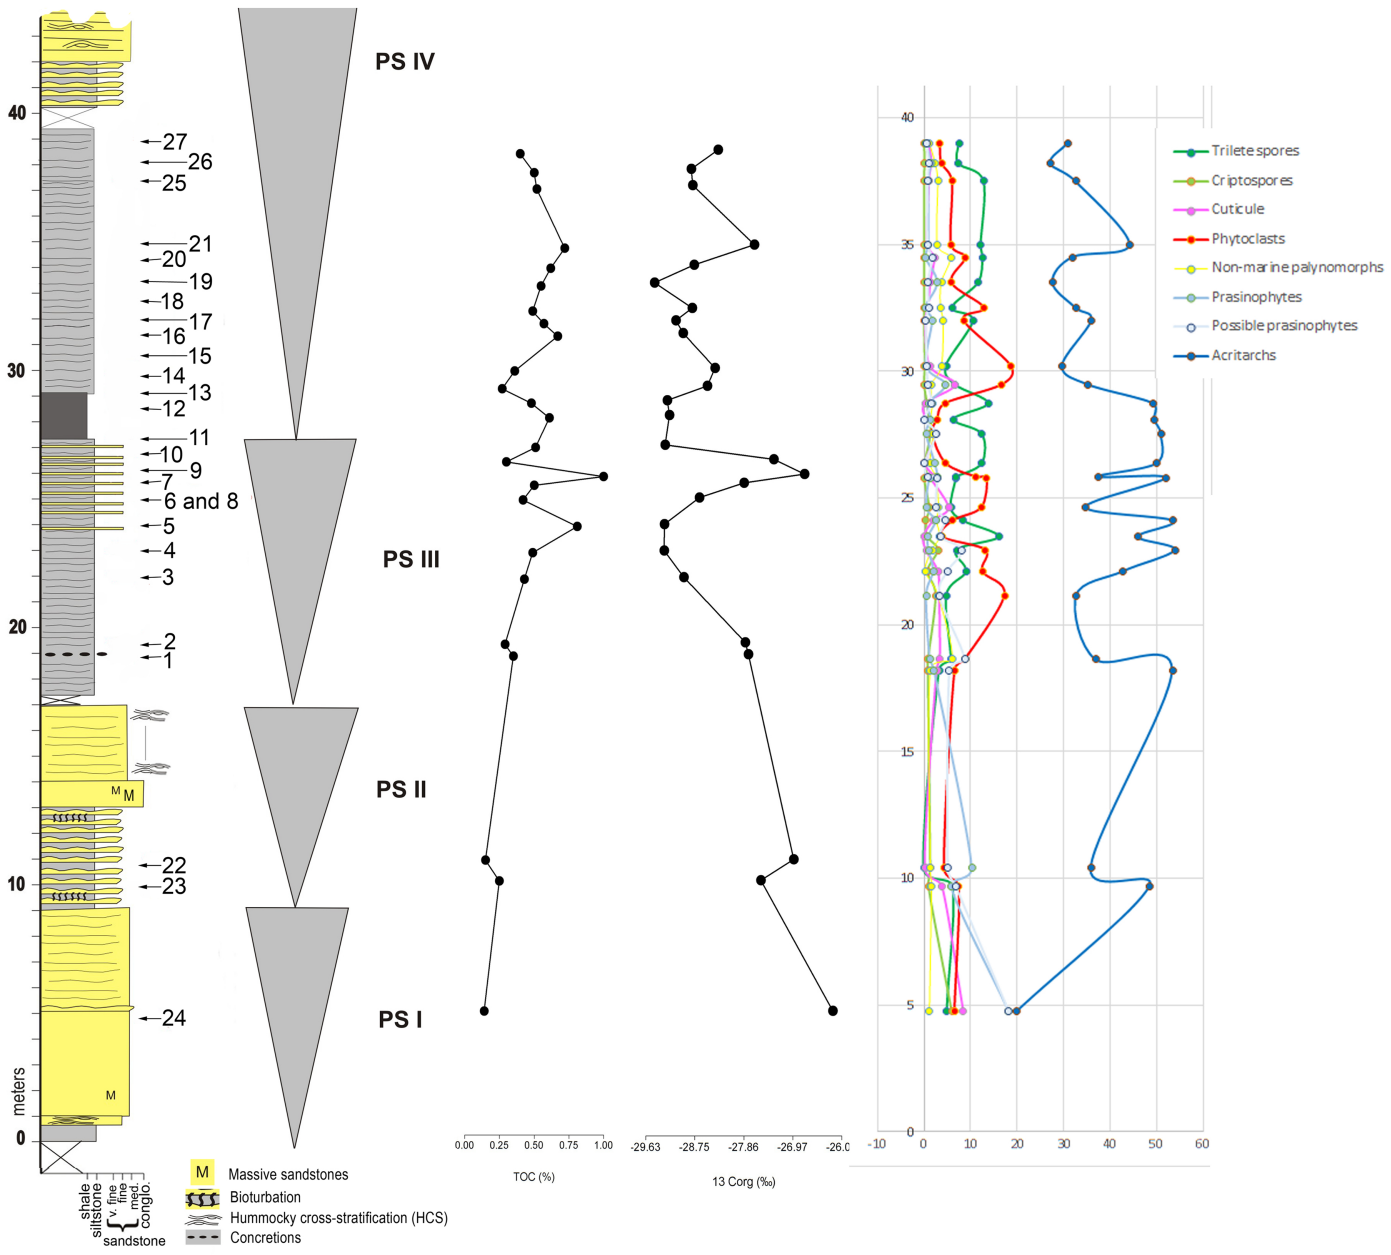 PS IV
PS III
PS II
PS I
40
30
20
10
0
meters
27
26
25
21
20
19
18
17
16
15
14
13
12
11
10
9
7
6 and 8
5
4
3
2
1
22
23
24
M M
M
shale
siltstone
v. fine
fine
med.
conglo.
sandstone
M Massive sandstones
Bioturbation
Hummocky cross-stratification (HCS)
Concretions
0.00 0.25 0.50 0.75 1.00
TOC (%)
-29.63 -28.75 -27.86 -26.97 -26.0
13 Corg (‰)
40
35
30
25
20
15
10
5
0
-10 0 10 20 30 40 50 60
Trilete spores
Criptospores
Cuticule
Phytoclasts
Non-marine palynomorphs
Prasinophytes
Possible prasinophytes
Acritarchs